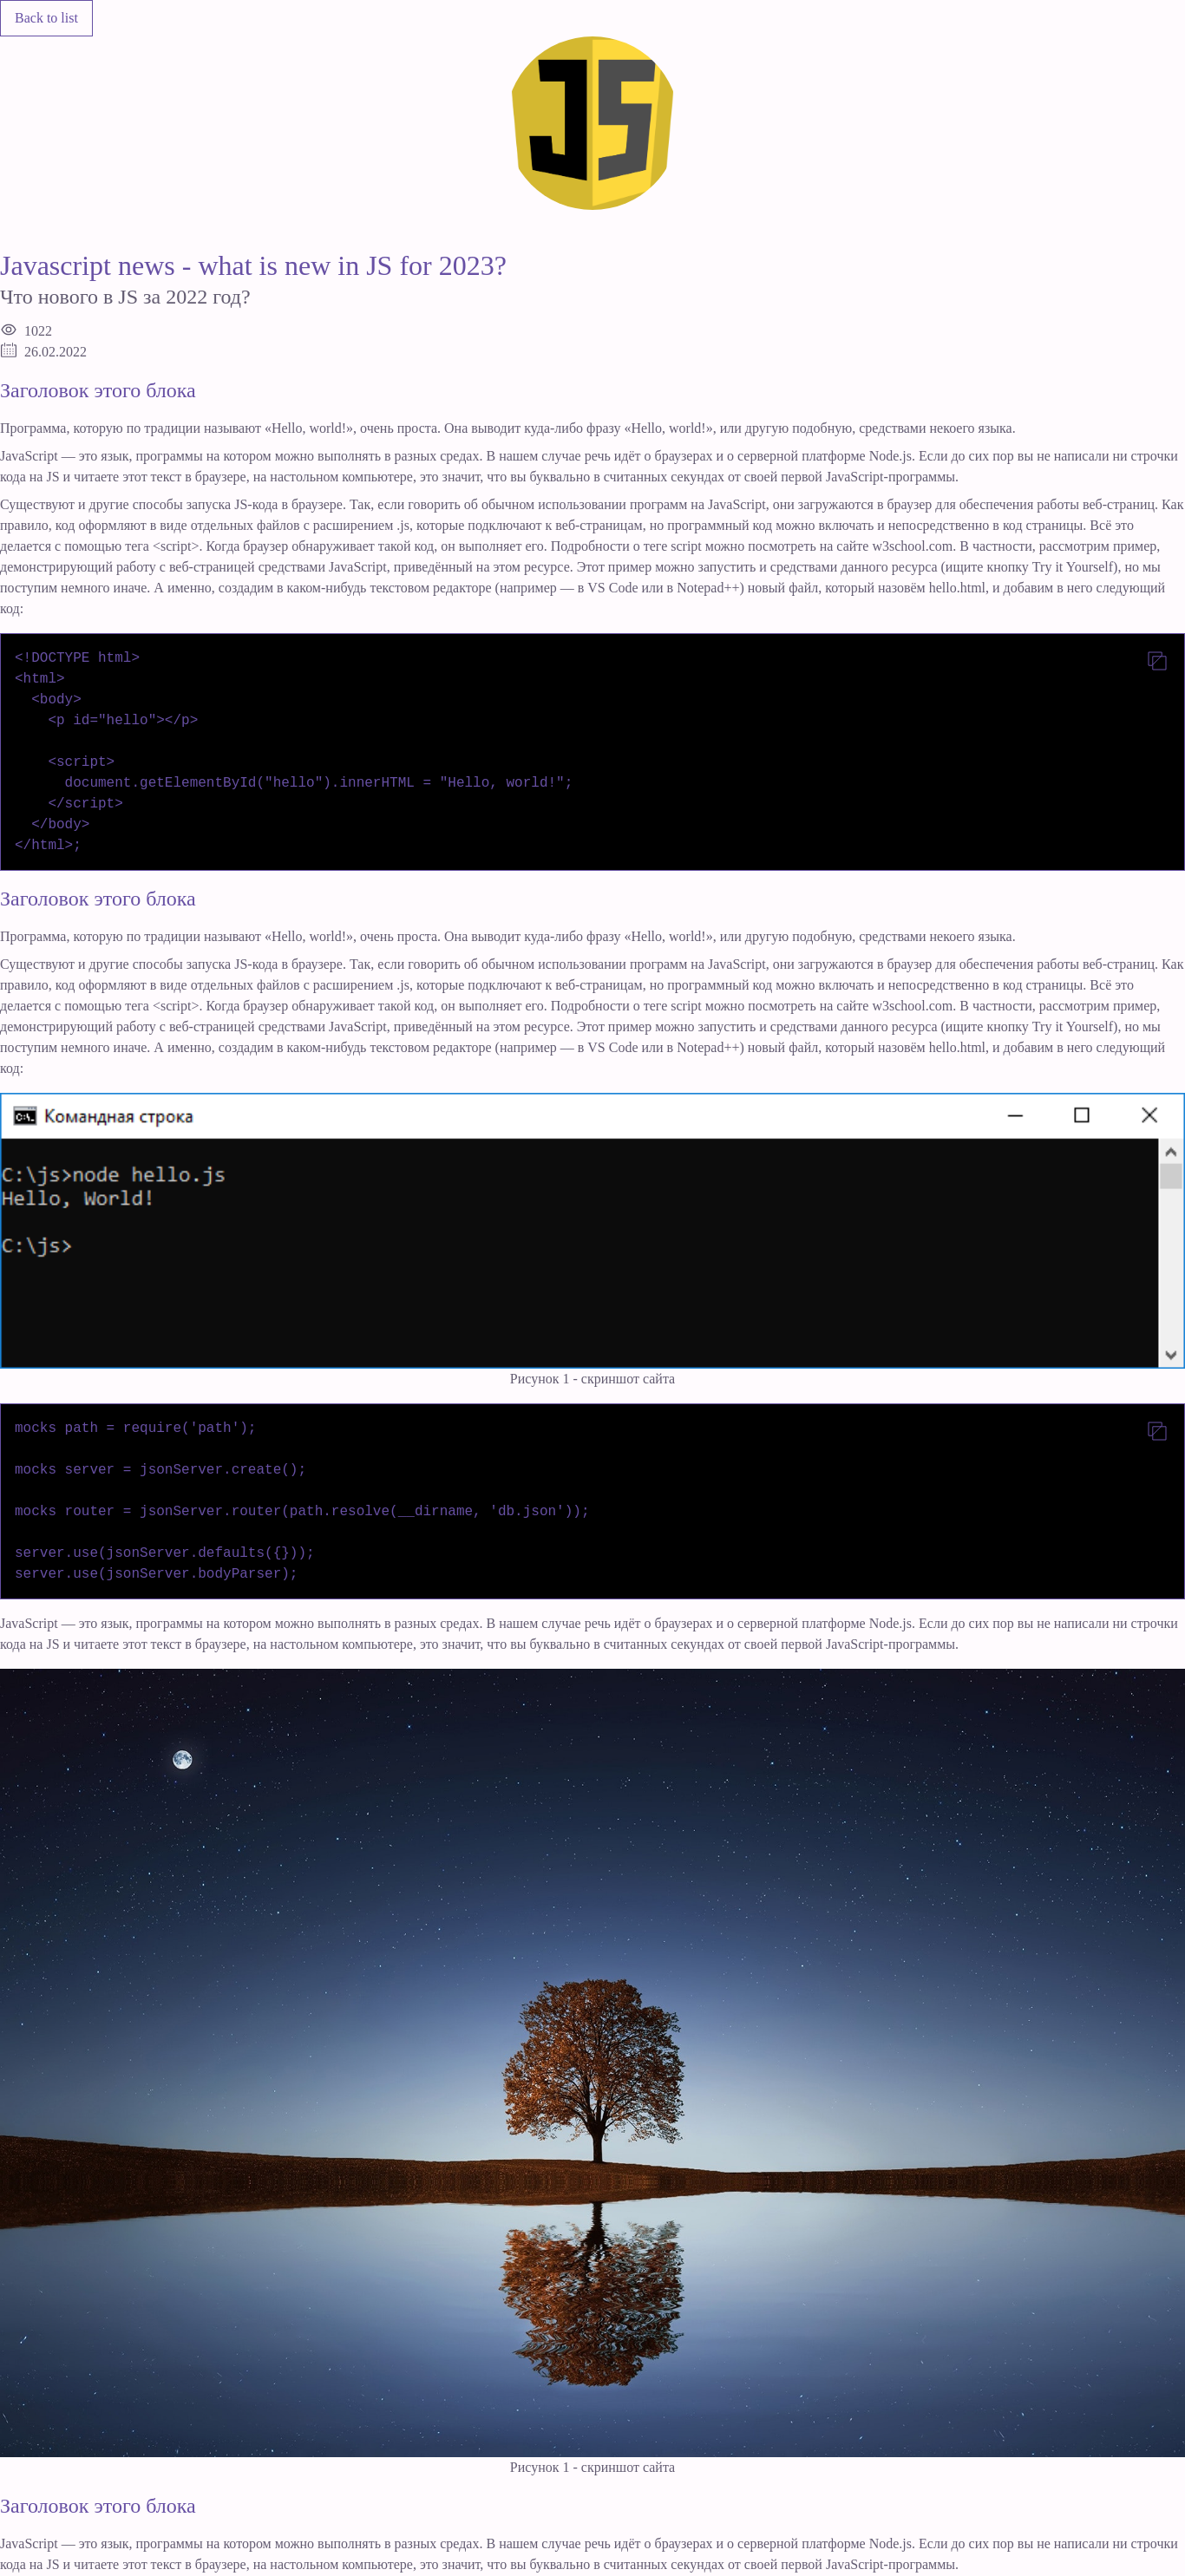 Back to list
JS
Javascript news - what is new in JS for 2023?
Что нового в JS за 2022 год?
1022
26.02.2022
Заголовок этого блока
Программа, которую по традиции называют «Hello, world!», очень проста. Она выводит куда-либо фразу «Hello, world!», или другую подобную, средствами некоего языка.
JavaScript — это язык, программы на котором можно выполнять в разных средах. В нашем случае речь идёт о браузерах и о серверной платформе Node.js. Если до сих пор вы не написали ни строчки
кода на JS и читаете этот текст в браузере, на настольном компьютере, это значит, что вы буквально в считанных секундах от своей первой JavaScript-программы.
Существуют и другие способы запуска JS-кода в браузере. Так, если говорить об обычном использовании программ на JavaScript, они загружаются в браузер для обеспечения работы веб-страниц. Как
правило, код оформляют в виде отдельных файлов с расширением .js, которые подключают к веб-страницам, но программный код можно включать и непосредственно в код страницы. Всё это
делается с помощью тега <script>. Когда браузер обнаруживает такой код, он выполняет его. Подробности о теге script можно посмотреть на сайте w3school.com. В частности, рассмотрим пример,
демонстрирующий работу с веб-страницей средствами JavaScript, приведённый на этом ресурсе. Этот пример можно запустить и средствами данного ресурса (ищите кнопку Try it Yourself), но мы
поступим немного иначе. А именно, создадим в каком-нибудь текстовом редакторе (например — в VS Code или в Notepad++) новый файл, который назовём hello.html, и добавим в него следующий
код:
<!DOCTYPE html>
<html>
  <body>
    <p id="hello"></p>
    <script>
      document.getElementById("hello").innerHTML = "Hello, world!";
    </script>
  </body>
</html>;
Заголовок этого блока
Программа, которую по традиции называют «Hello, world!», очень проста. Она выводит куда-либо фразу «Hello, world!», или другую подобную, средствами некоего языка.
Существуют и другие способы запуска JS-кода в браузере. Так, если говорить об обычном использовании программ на JavaScript, они загружаются в браузер для обеспечения работы веб-страниц. Как
правило, код оформляют в виде отдельных файлов с расширением .js, которые подключают к веб-страницам, но программный код можно включать и непосредственно в код страницы. Всё это
делается с помощью тега <script>. Когда браузер обнаруживает такой код, он выполняет его. Подробности о теге script можно посмотреть на сайте w3school.com. В частности, рассмотрим пример,
демонстрирующий работу с веб-страницей средствами JavaScript, приведённый на этом ресурсе. Этот пример можно запустить и средствами данного ресурса (ищите кнопку Try it Yourself), но мы
поступим немного иначе. А именно, создадим в каком-нибудь текстовом редакторе (например — в VS Code или в Notepad++) новый файл, который назовём hello.html, и добавим в него следующий
код:
C:\. Командная строка
C:\js>node hello.js
Hello, World!
C:\js>
Рисунок 1 - скриншот сайта
mocks path = require('path');
mocks server = jsonServer.create();
mocks router = jsonServer.router(path.resolve(__dirname, 'db.json'));
server.use(jsonServer.defaults({}));
server.use(jsonServer.bodyParser);
JavaScript — это язык, программы на котором можно выполнять в разных средах. В нашем случае речь идёт о браузерах и о серверной платформе Node.js. Если до сих пор вы не написали ни строчки
кода на JS и читаете этот текст в браузере, на настольном компьютере, это значит, что вы буквально в считанных секундах от своей первой JavaScript-программы.
Рисунок 1 - скриншот сайта
Заголовок этого блока
JavaScript — это язык, программы на котором можно выполнять в разных средах. В нашем случае речь идёт о браузерах и о серверной платформе Node.js. Если до сих пор вы не написали ни строчки
кода на JS и читаете этот текст в браузере, на настольном компьютере, это значит, что вы буквально в считанных секундах от своей первой JavaScript-программы.